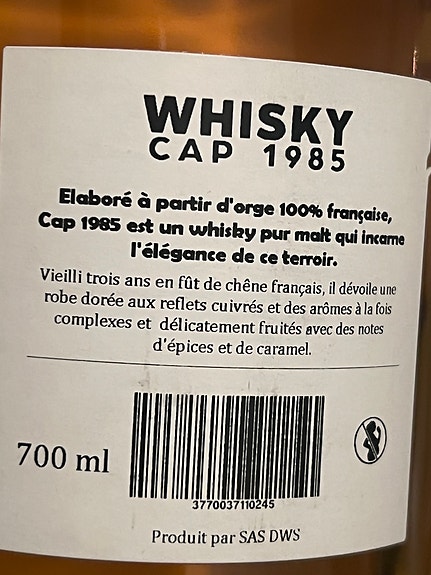 WHISKY
CAP 1985
Elaboré à partir d'orge 100% française,
Cap 1985 est un whisky pur malt qui incarne
l'élégance de ce terroir.
Vieilli trois ans en fût de chêne français, il dévoile une
robe dorée aux reflets cuivrés et des arômes à la fois
complexes et délicatement fruités avec des notes
d'épices et de caramel.
700 ml
3770037110245
Produit par SAS DWS